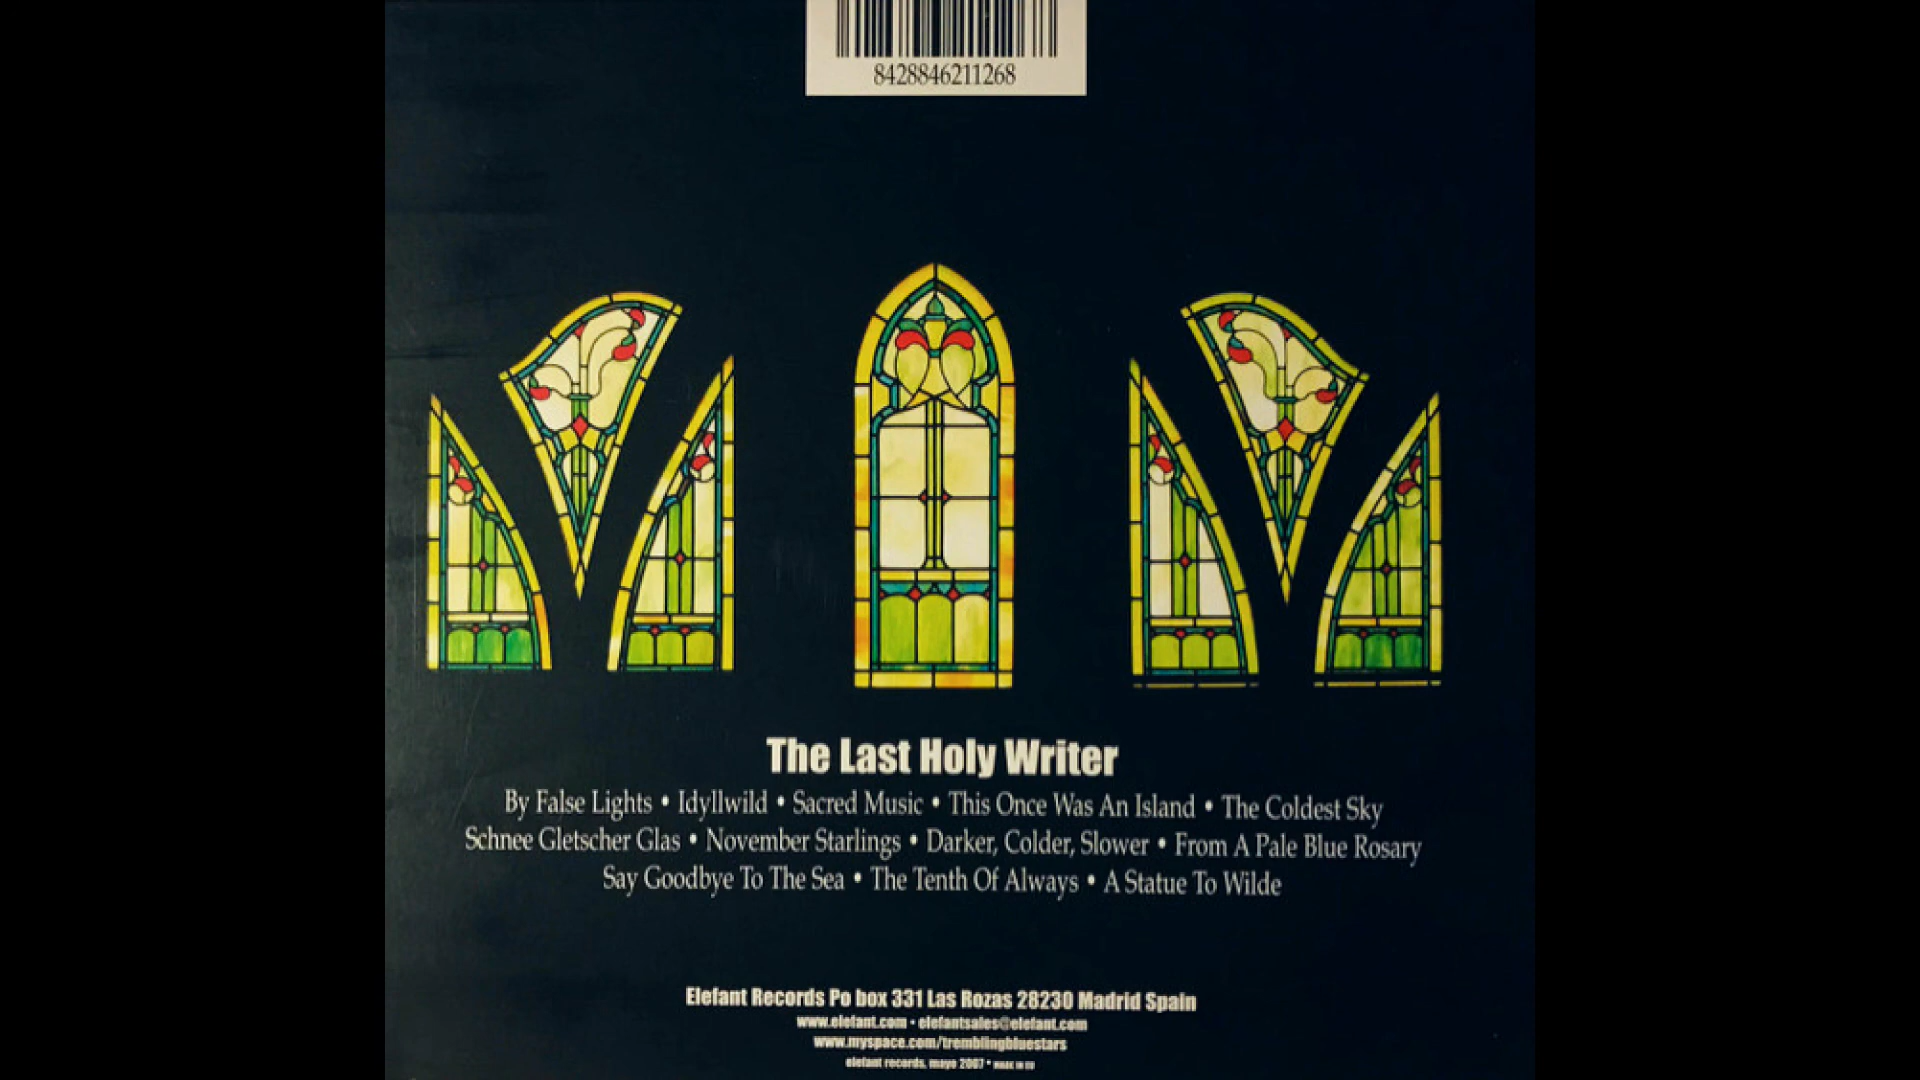 8428846211268
The Last Holy Writer
By False Lights • Idyllwild • Sacred Music • This Once Was An Island • The Coldest Sky
Schnee Gletscher Glas • November Starlings • Darker, Colder, Slower • From A Pale Blue Rosary
Say Goodbye To The Sea • The Tenth Of Always • A Statue To Wilde
Elefant Records Po box 331 Las Rozas 28230 Madrid Spain
www.elefant.com • elefantsales@elefant.com
www.myspace.com/tremblingbluestars
elefant records, mayo 2007 • MADE IN EU